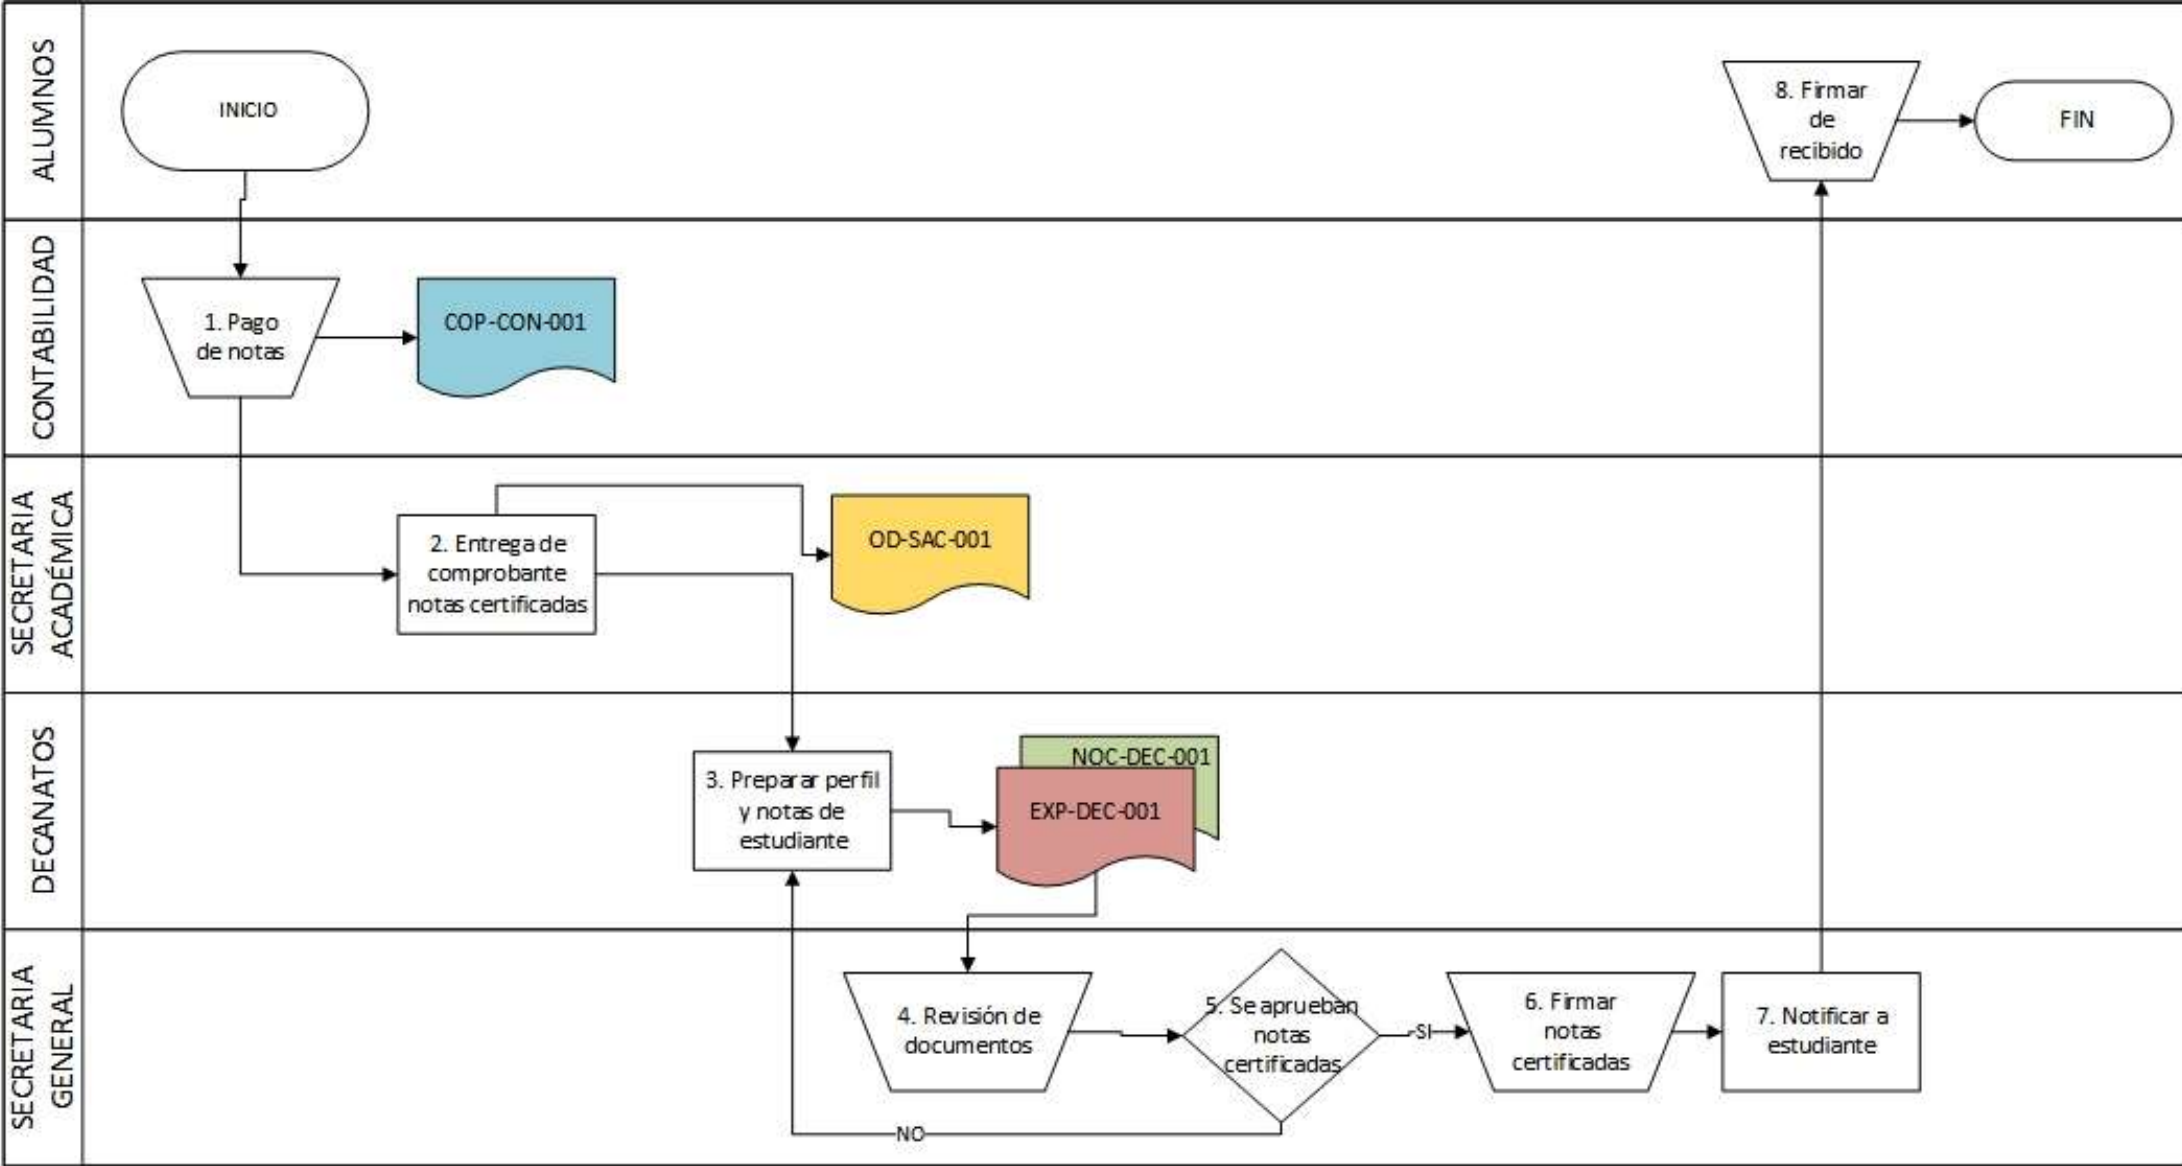 ALUMNOS
INICIO
8. Firmar
de
recibido
FIN
CONTABILIDAD
1. Pago
de notas
COP-CON-001
SECRETARIA
ACADÉMICA
2. Entrega de
comprobante
notas certificadas
OD-SAC-001
DECANATOS
3. Preparar perfil
y notas de
estudiante
NOC-DEC-001
EXP-DEC-001
SECRETARIA
GENERAL
4. Revisión de
documentos
5. Se aprueban
notas
certificadas
SI
6. Firmar
notas
certificadas
7. Notificar a
estudiante
NO